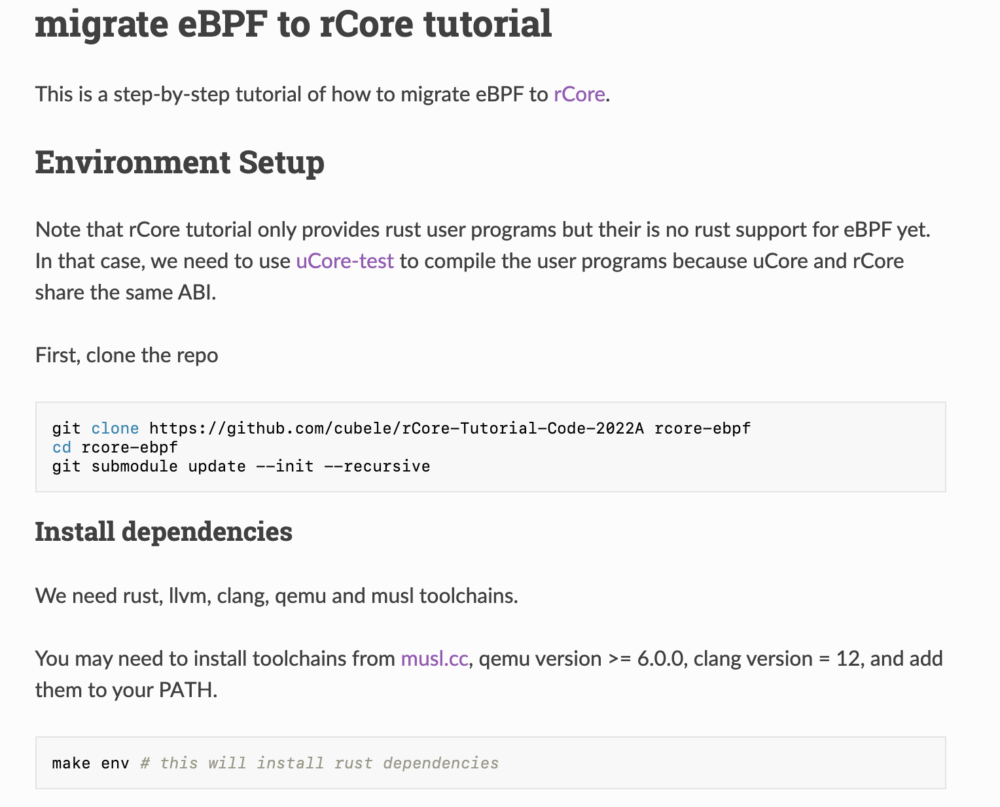 migrate eBPF to rCore tutorial
This is a step-by-step tutorial of how to migrate eBPF to rCore.
Environment Setup
Note that rCore tutorial only provides rust user programs but their is no rust support for eBPF yet.
In that case, we need to use uCore-test to compile the user programs because uCore and rCore
share the same ABI.
First, clone the repo
git clone https://github.com/cubele/rCore-Tutorial-Code-2022A rcore-ebpf
cd rcore-ebpf
git submodule update --init --recursive
Install dependencies
We need rust, llvm, clang, qemu and musl toolchains.
You may need to install toolchains from musl.cc, qemu version >= 6.0.0, clang version = 12, and add
them to your PATH.
make env # this will install rust dependencies